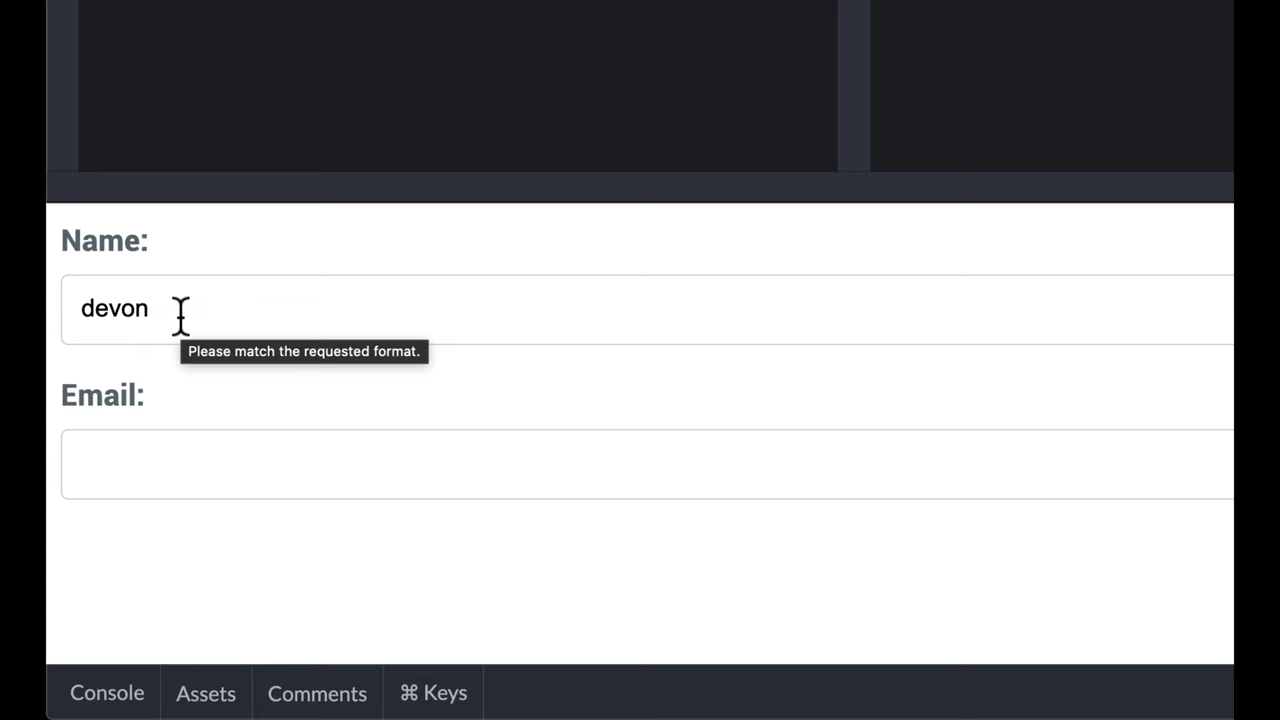 Name:
devon
Please match the requested format.
Email:
Console
Assets
Comments
⌘ Keys